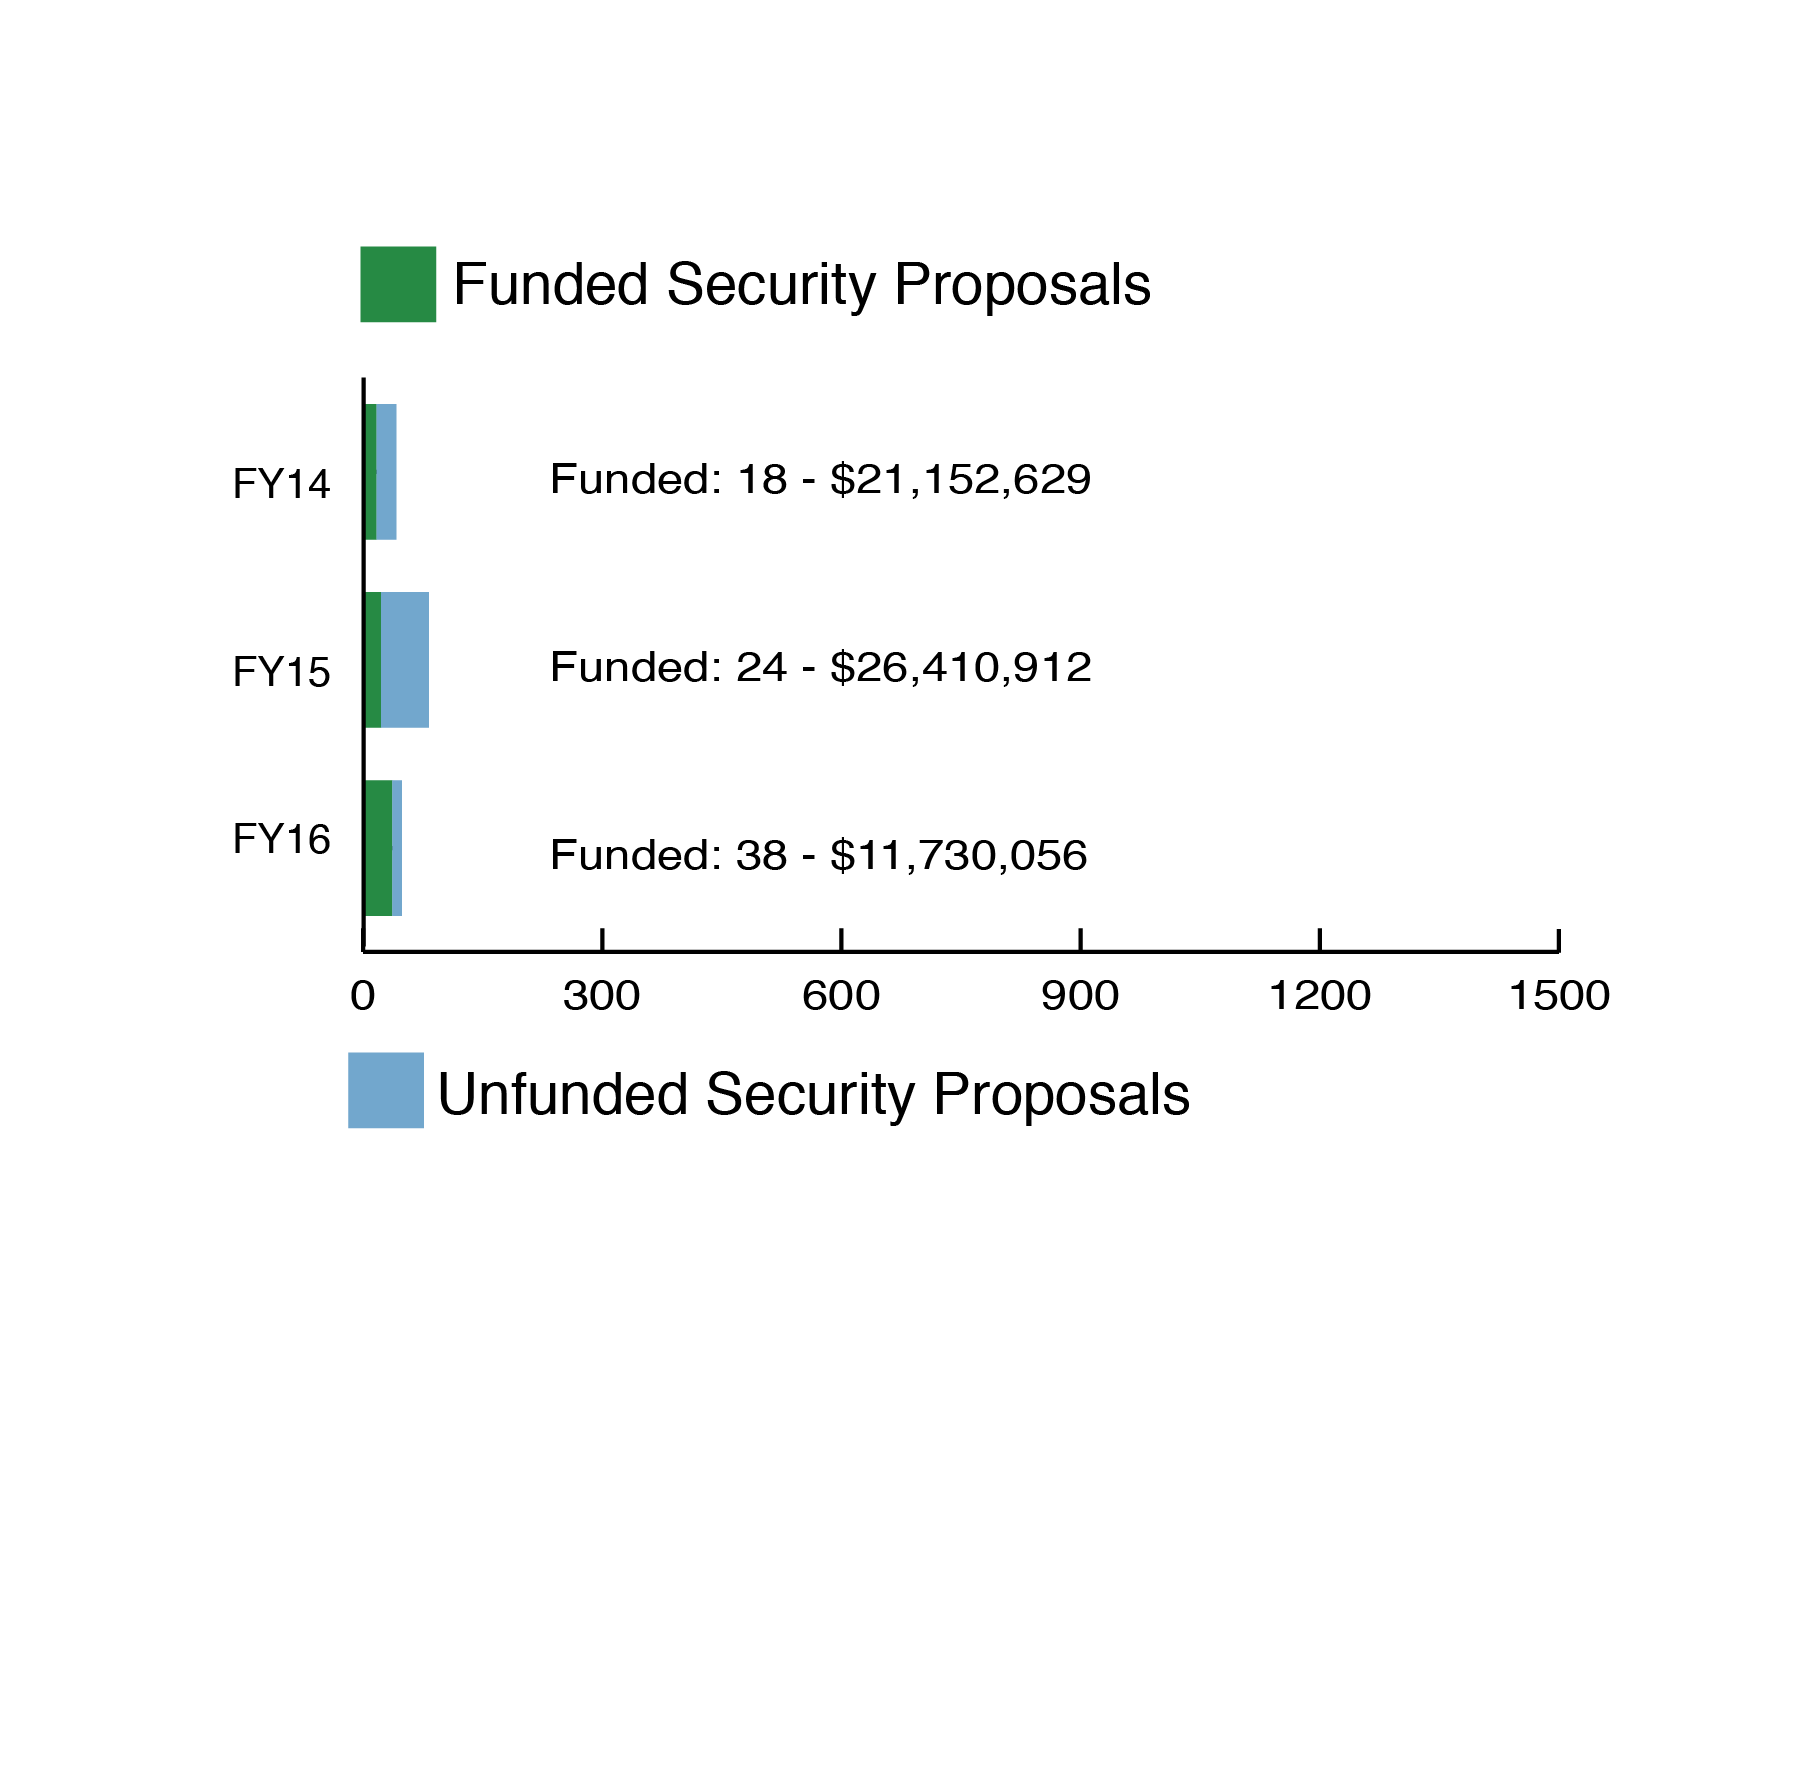 Funded Security Proposals
FY14
Funded: 18 - $21,152,629
FY15
Funded: 24 - $26,410,912
FY16
Funded: 38 - $11,730,056
0 300 600 900 1200 1500
Unfunded Security Proposals